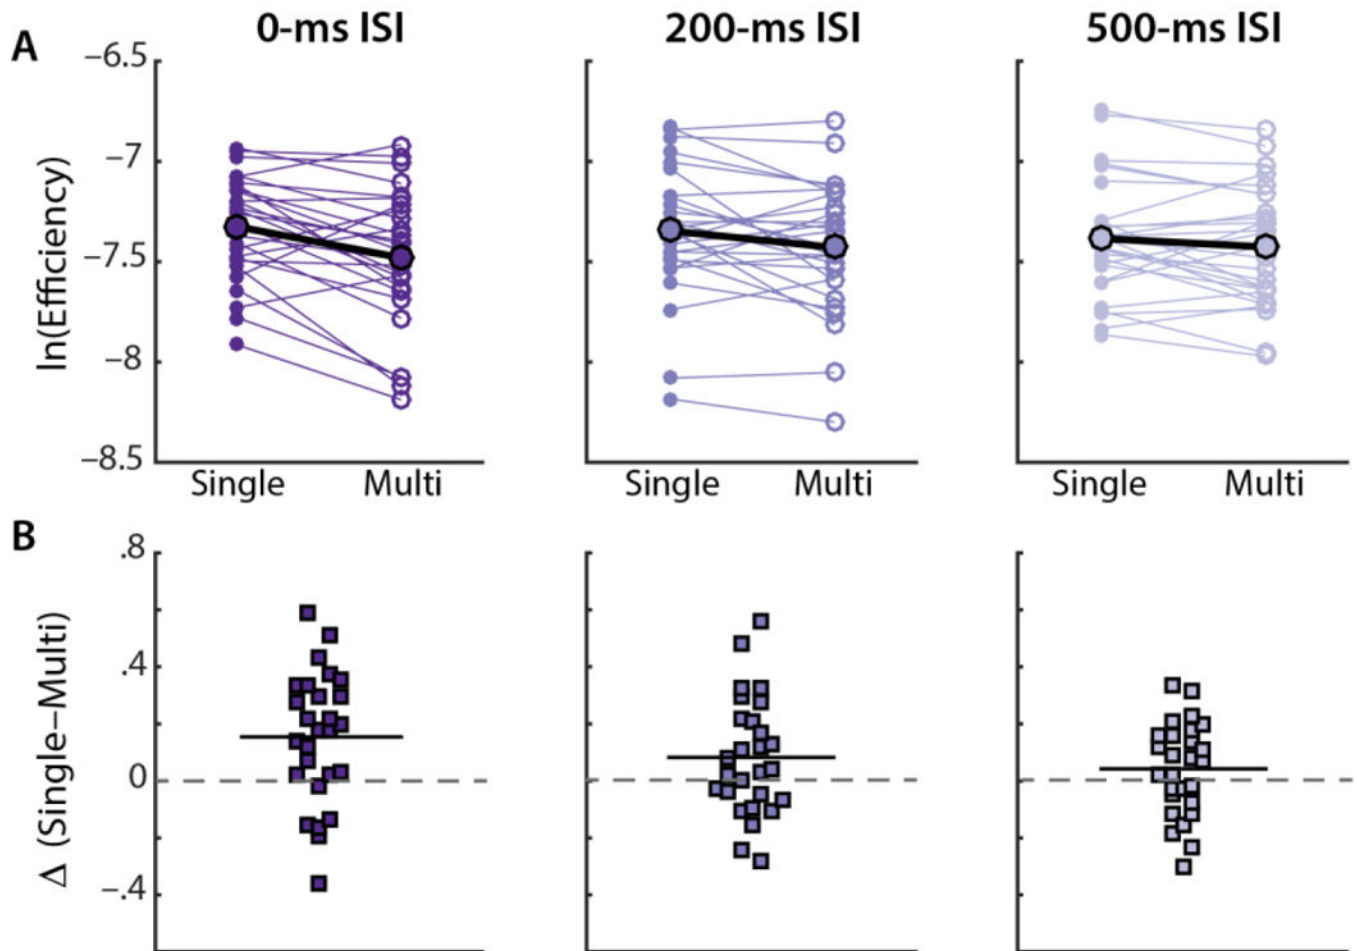 A
0-ms ISI 200-ms ISI 500-ms ISI
−6.5
−7
−7.5
−8
−8.5
ln(Efficiency)
Single Multi Single Multi Single Multi
B
.8
.4
0
−.4
Δ (Single−Multi)